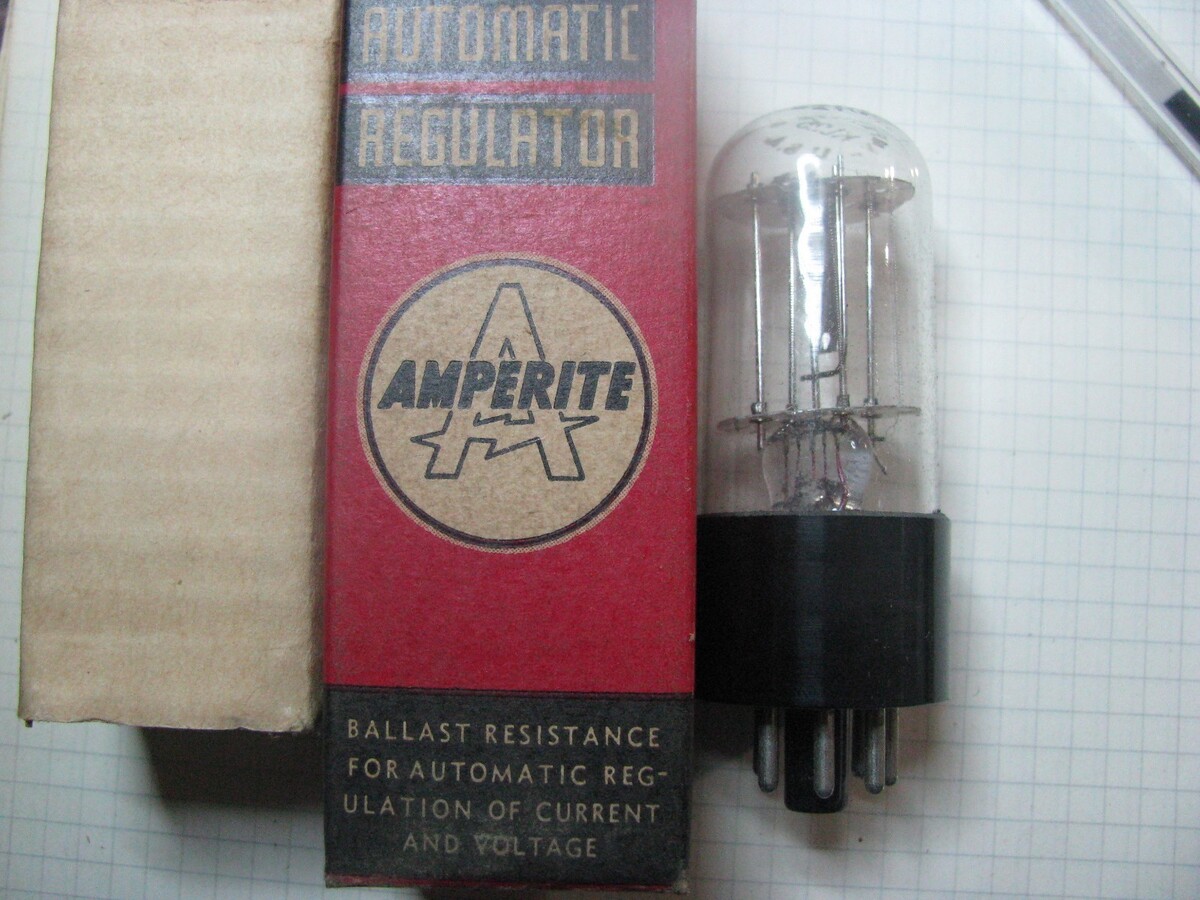 AUTOMATIC
REGULATOR
AMPERITE
BALLAST RESISTANCE
FOR AUTOMATIC REG-
ULATION OF CURRENT
AND VOLTAGE